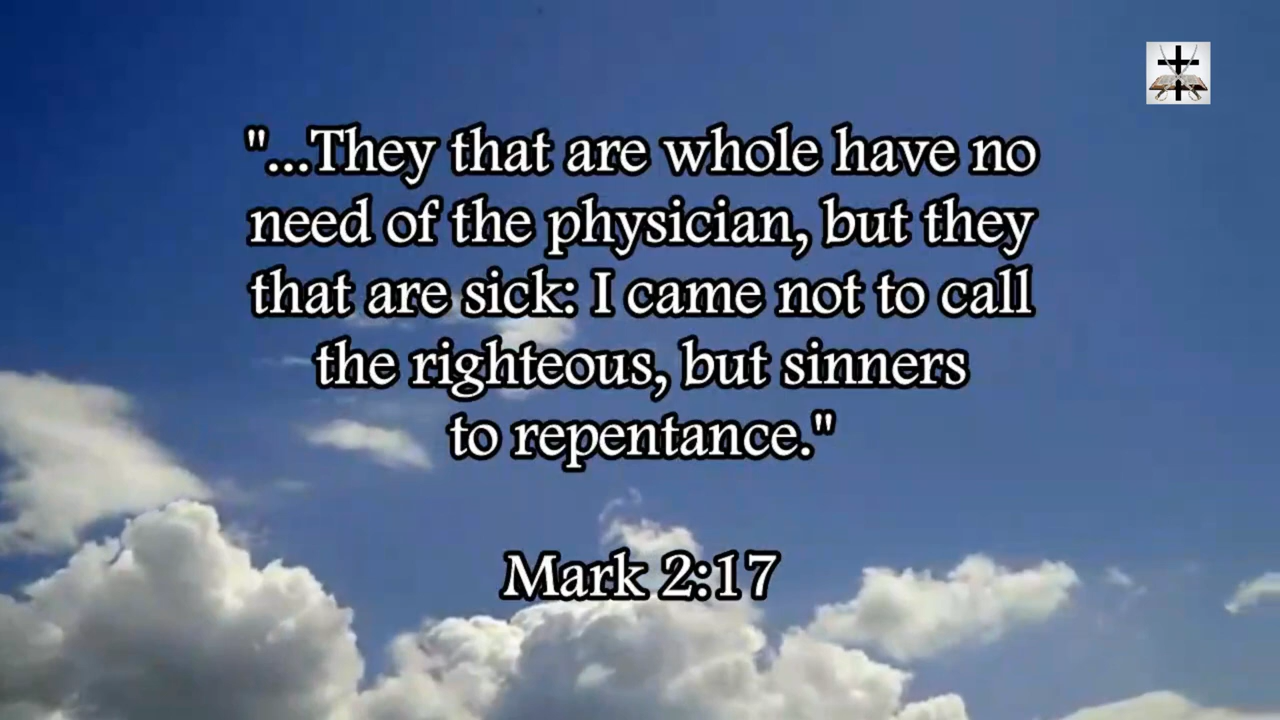 "...They that are whole have no
need of the physician, but they
that are sick: I came not to call
the righteous, but sinners
to repentance."
Mark 2:17